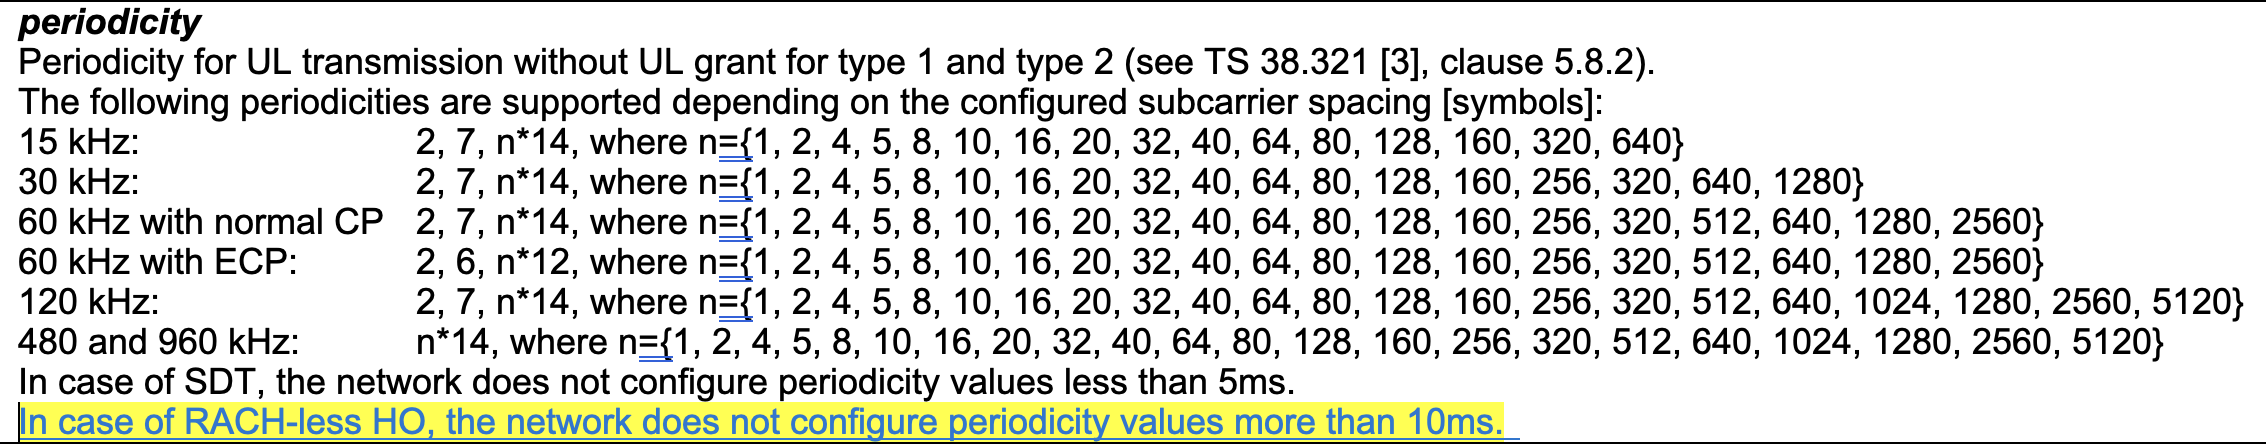 periodicity
Periodicity for UL transmission without UL grant for type 1 and type 2 (see TS 38.321 [3], clause 5.8.2).
The following periodicities are supported depending on the configured subcarrier spacing [symbols]:
15 kHz: 2, 7, n*14, where n={1, 2, 4, 5, 8, 10, 16, 20, 32, 40, 64, 80, 128, 160, 320, 640}
30 kHz: 2, 7, n*14, where n={1, 2, 4, 5, 8, 10, 16, 20, 32, 40, 64, 80, 128, 160, 256, 320, 640, 1280}
60 kHz with normal CP 2, 7, n*14, where n={1, 2, 4, 5, 8, 10, 16, 20, 32, 40, 64, 80, 128, 160, 256, 320, 512, 640, 1280, 2560}
60 kHz with ECP: 2, 6, n*12, where n={1, 2, 4, 5, 8, 10, 16, 20, 32, 40, 64, 80, 128, 160, 256, 320, 512, 640, 1280, 2560}
120 kHz: 2, 7, n*14, where n={1, 2, 4, 5, 8, 10, 16, 20, 32, 40, 64, 80, 128, 160, 256, 320, 512, 640, 1024, 1280, 2560, 5120}
480 and 960 kHz: n*14, where n={1, 2, 4, 5, 8, 10, 16, 20, 32, 40, 64, 80, 128, 160, 256, 320, 512, 640, 1024, 1280, 2560, 5120}
In case of SDT, the network does not configure periodicity values less than 5ms.
In case of RACH-less HO, the network does not configure periodicity values more than 10ms.